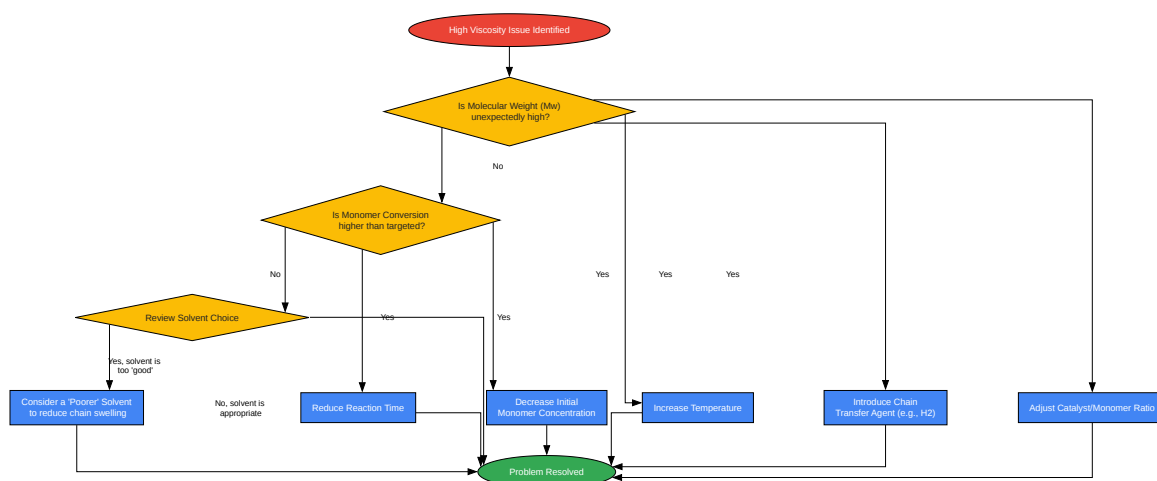 High Viscosity Issue Identified
Is Molecular Weight (Mw)
unexpectedly high?
No
Is Monomer Conversion
higher than targeted?
No
Yes
Yes
Yes
Yes
Yes
Review Solvent Choice
Yes, solvent is
too 'good'
No, solvent is
appropriate
Consider a 'Poorer' Solvent
to reduce chain swelling
Reduce Reaction Time
Decrease Initial
Monomer Concentration
Increase Temperature
Introduce Chain
Transfer Agent (e.g., H2)
Adjust Catalyst/Monomer Ratio
Problem Resolved